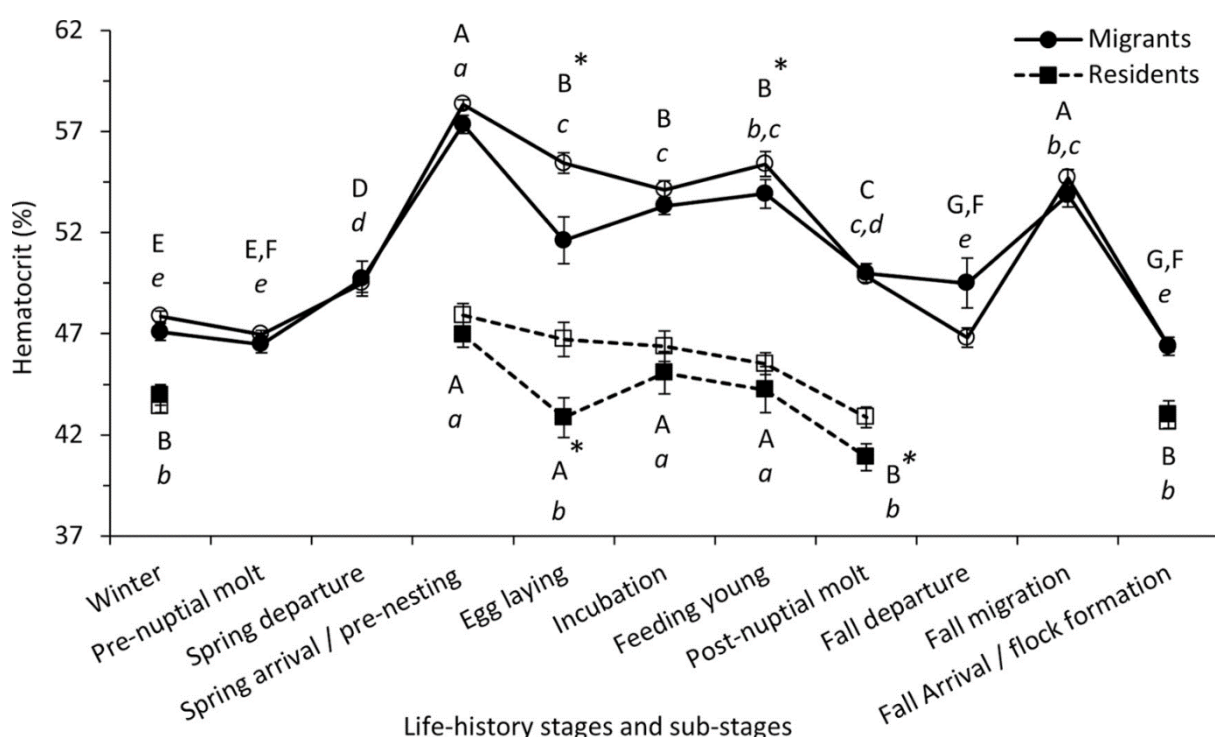 62
57
52
47
42
37
Hematocrit (%)
Migrants
Residents
E
e
E,F
e
D
d
A
a
B*
c
B
c
B*
b,c
C
c,d
G,F
e
A
b,c
G,F
e
B
b
A
a
A*
b
A
a
A
a
B*
b
B
b
Winter
Pre-nuptial molt
Spring departure
Spring arrival / pre-nesting
Egg laying
Incubation
Feeding young
Post-nuptial molt
Fall departure
Fall migration
Fall Arrival / flock formation
Life-history stages and sub-stages